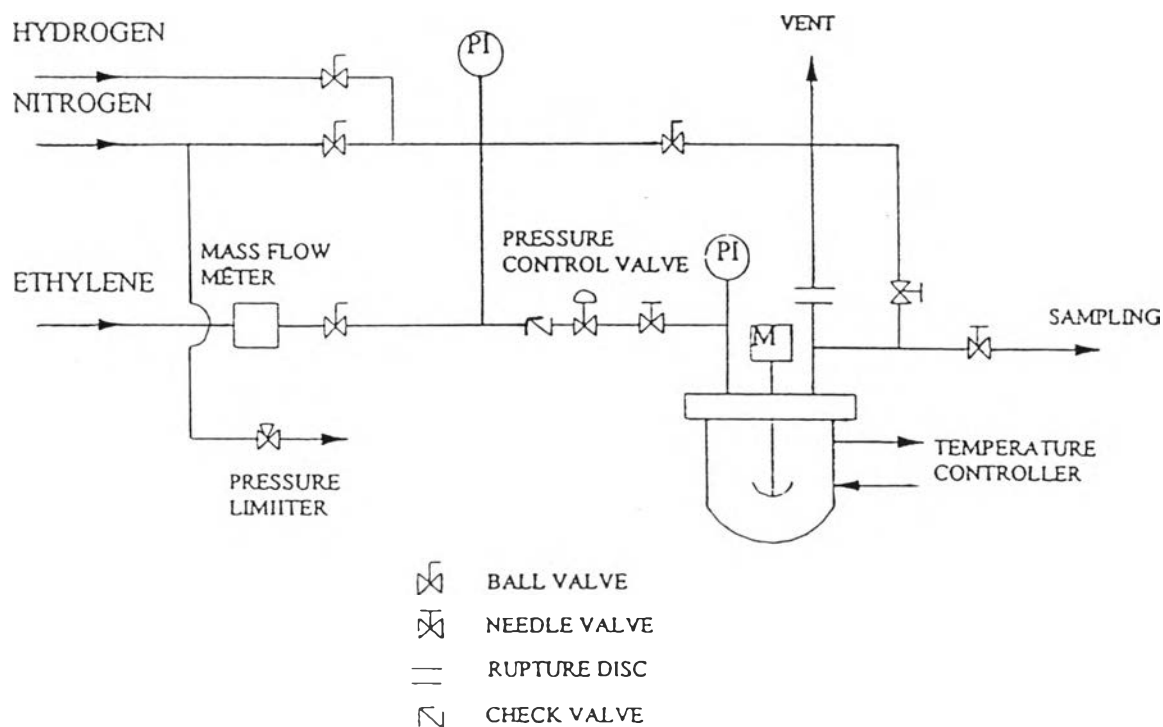 HYDROGEN
PI
VENT
NITROGEN
MASS FLOW
METER
PRESSURE
CONTROL VALVE
PI
ETHYLENE
SAMPLING
M
TEMPERATURE
CONTROLLER
PRESSURE
LIMIITER
BALL VALVE
NEEDLE VALVE
RUPTURE DISC
CHECK VALVE